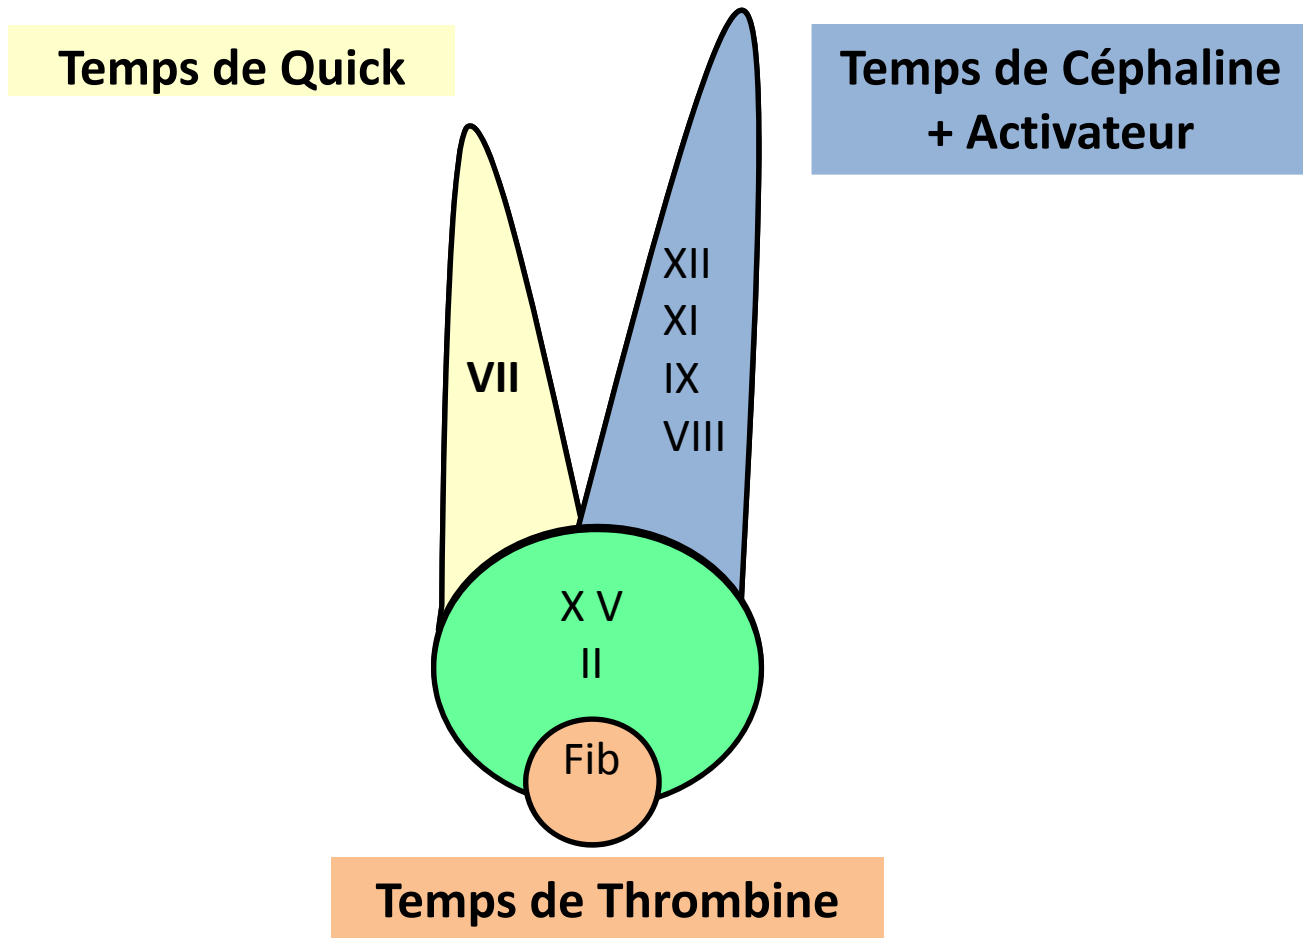 Temps de Quick
Temps de Céphaline
+ Activateur
XII
XI
IX
VIII
VII
X V
II
Fib
Temps de Thrombine